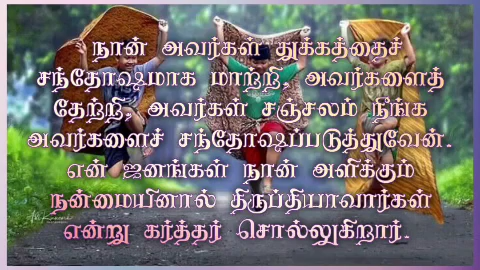 நான் அவர்கள் துக்கத்தைச்
சந்தோஷமாக மாற்றி, அவர்களைத்
தேற்றி, அவர்கள் சஞ்சலம் நீங்க
அவர்களைச் சந்தோஷப்படுத்துவேன்.
என் ஜனங்கள் நான் அளிக்கும்
நன்மையினால் திருப்தியாவார்கள்
என்று கர்த்தர் சொல்லுகிறார்.